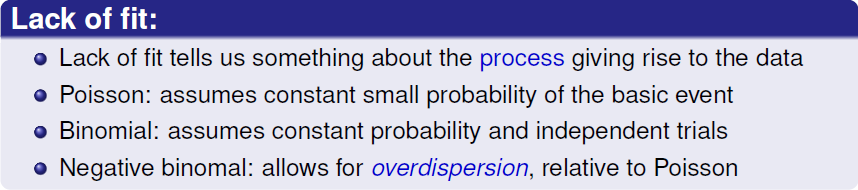 Lack of fit:
Lack of fit tells us something about the process giving rise to the data
Poisson: assumes constant small probability of the basic event
Binomial: assumes constant probability and independent trials
Negative binomal: allows for overdispersion, relative to Poisson